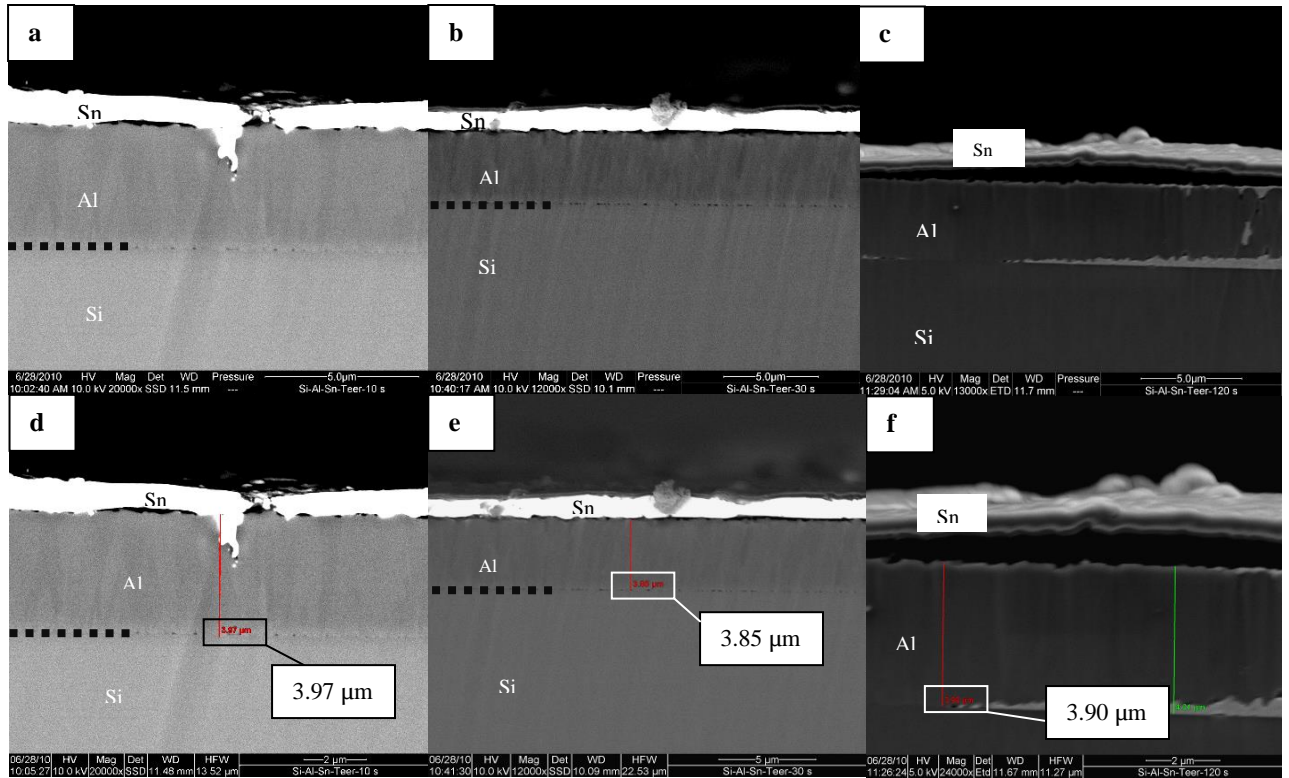 a
Sn
Al
Si
6/28/2010 HV Mag Det WD Pressure 5.0µm
10:02:40 AM 10.0 kV 20000x SSD 11.5 mm --- Si-Al-Sn-Teer-10 s
b
Sn
Al
Si
6/28/2010 HV Mag Det WD Pressure 5.0µm
10:40:17 AM 10.0 kV 12000x SSD 10.1 mm --- Si-Al-Sn-Teer-30 s
c
Sn
Al
Si
6/28/2010 HV Mag Det WD Pressure 5.0µm
11:29:04 AM 5.0 kV 13000x ETD 11.7 mm --- Si-Al-Sn-Teer-120 s
d
Sn
Al
3.97 µm
3.97 µm
Si
06/28/10 HV Mag Det WD HFW 2 µm
10:05:27 10.0 kV 20000x SSD 11.48 mm 13.52 µm Si-Al-Sn-Teer-10 s
e
Sn
Al
3.85 µm
Si
06/28/10 HV Mag Det WD HFW 5 µm
10:41:30 10.0 kV 12000x SSD 10.09 mm 22.53 µm Si-Al-Sn-Teer-30 s
f
Sn
Al
3.90 µm
06/28/10 HV Mag Det WD HFW 2 µm
11:26:24 5.0 kV 24000x Etd 11.67 mm 11.27 µm Si-Al-Sn-Teer-120 s